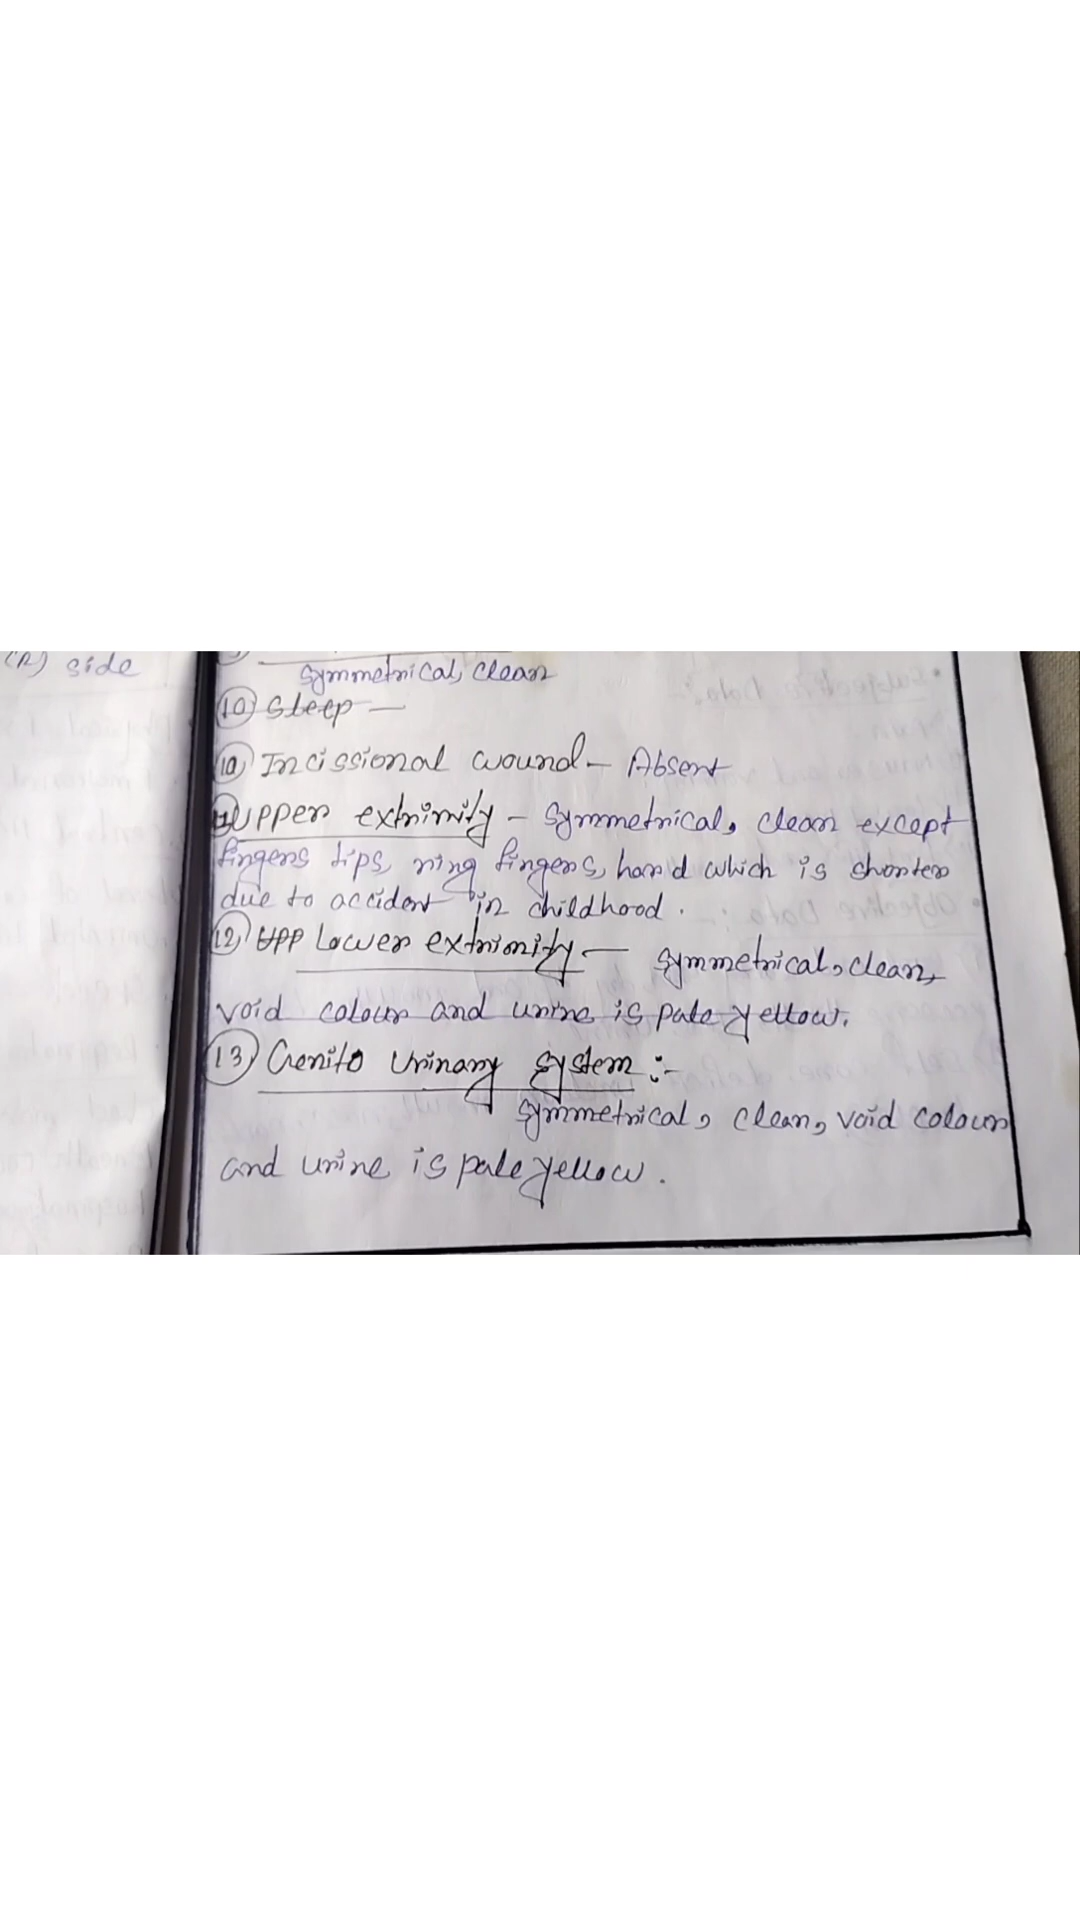 (R) side
symmetrical, clean
(10) Sleep —
(10) Incissional wound — Absent
Upper extrimity — symmetrical, clean except
fingers tips, ring fingers, hand which is shorter
due to accident in childhood.
(12) Upp Lower extrimity — symmetrical, clean,
void colour and urine is pale yellow.
(13) Genito Urinary system :-
symmetrical, clean, void colour
and urine is pale yellow.